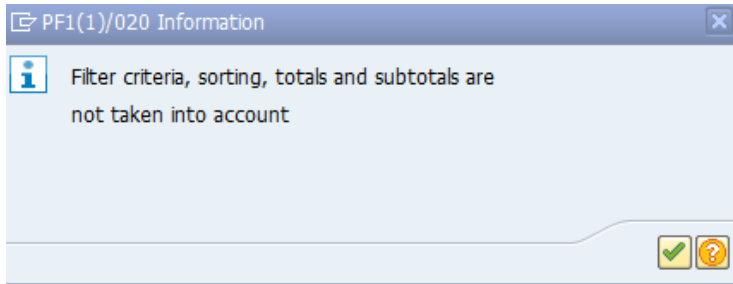 PF1(1)/020 Information
Filter criteria, sorting, totals and subtotals are
not taken into account